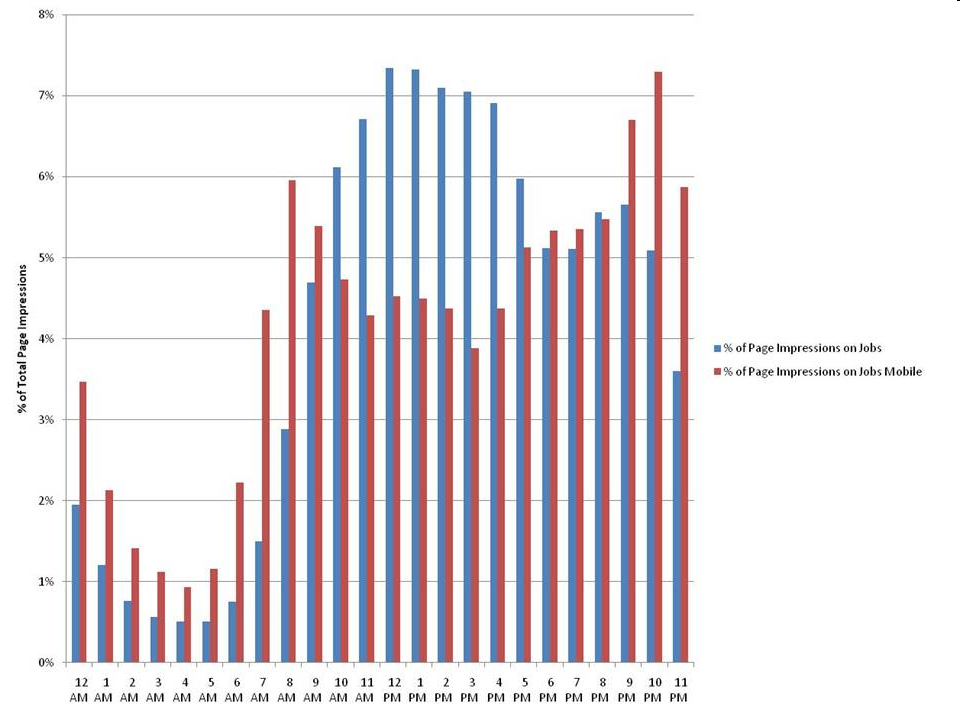 8%
7%
6%
5%
4%
3%
2%
1%
0%
% of Total Page Impressions
12 1 2 3 4 5 6 7 8 9 10 11 12 1 2 3 4 5 6 7 8 9 10 11
AM AM AM AM AM AM AM AM AM AM AM AM PM PM PM PM PM PM PM PM PM PM PM PM
% of Page Impressions on Jobs
% of Page Impressions on Jobs Mobile